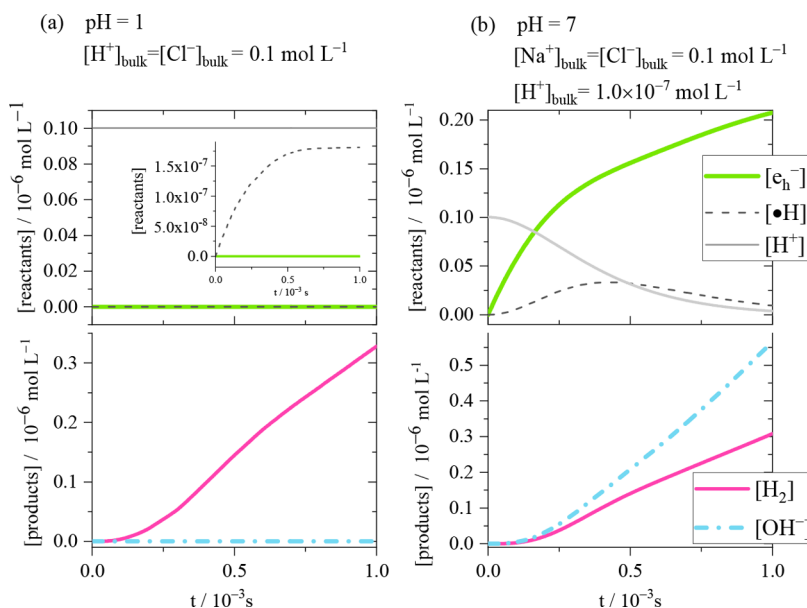 (a) pH = 1
[H⁺]bulk=[Cl⁻]bulk = 0.1 mol L⁻¹
[reactants] / 10⁻⁶ mol L⁻¹
0.10
0.08
0.06
0.04
0.02
0.00
[reactants]
1.5x10⁻⁷
1.0x10⁻⁷
5.0x10⁻⁸
0.0
0.0 0.5 1.0
t / 10⁻³ s
[products] / 10⁻⁶ mol L⁻¹
0.3
0.2
0.1
0.0
0.0 0.5 1.0
t / 10⁻³s
(b) pH = 7
[Na⁺]bulk=[Cl⁻]bulk = 0.1 mol L⁻¹
[H⁺]bulk= 1.0×10⁻⁷ mol L⁻¹
[reactants] / 10⁻⁶ mol L⁻¹
0.20
0.15
0.10
0.05
0.00
[eₕ⁻]
[●H]
[H⁺]
[products] / 10⁻⁶ mol L⁻¹
0.5
0.4
0.3
0.2
0.1
0.0
[H₂]
[OH⁻]
0.0 0.5 1.0
t / 10⁻³s